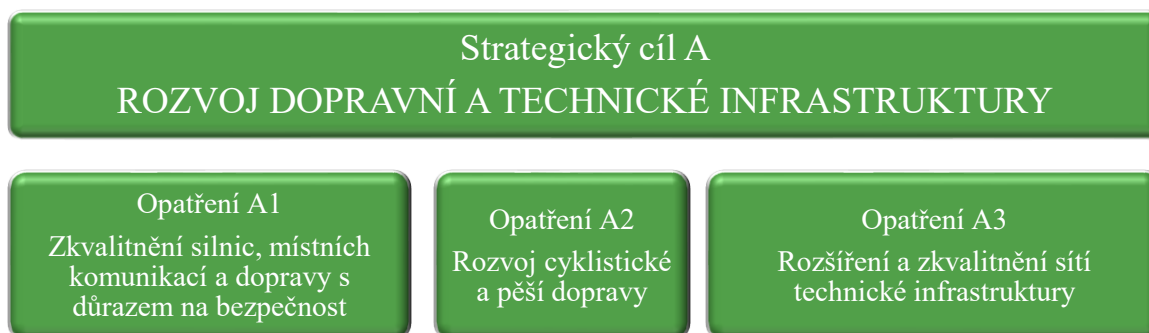 Strategický cíl A
ROZVOJ DOPRAVNÍ A TECHNICKÉ INFRASTRUKTURY
Opatření A1
Zkvalitnění silnic, místních
komunikací a dopravy s
důrazem na bezpečnost
Opatření A2
Rozvoj cyklistické
a pěší dopravy
Opatření A3
Rozšíření a zkvalitnění sítí
technické infrastruktury